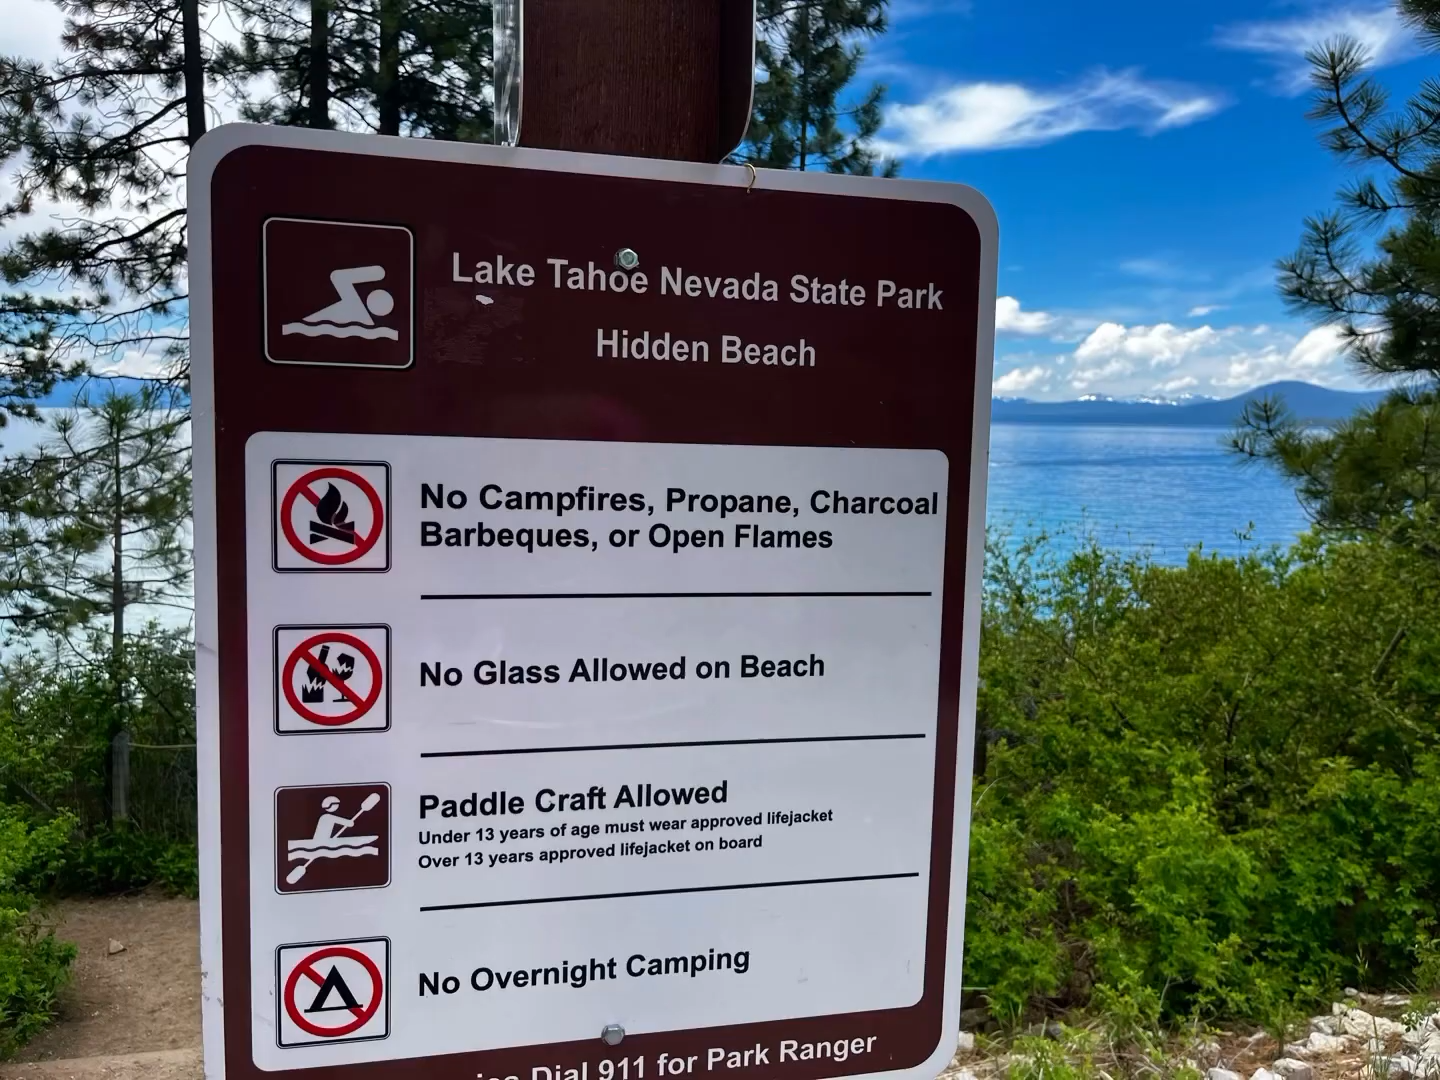 Lake Tahoe Nevada State Park
Hidden Beach
No Campfires, Propane, Charcoal
Barbeques, or Open Flames
No Glass Allowed on Beach
Paddle Craft Allowed
Under 13 years of age must wear approved lifejacket
Over 13 years approved lifejacket on board
No Overnight Camping
Dial 911 for Park Ranger